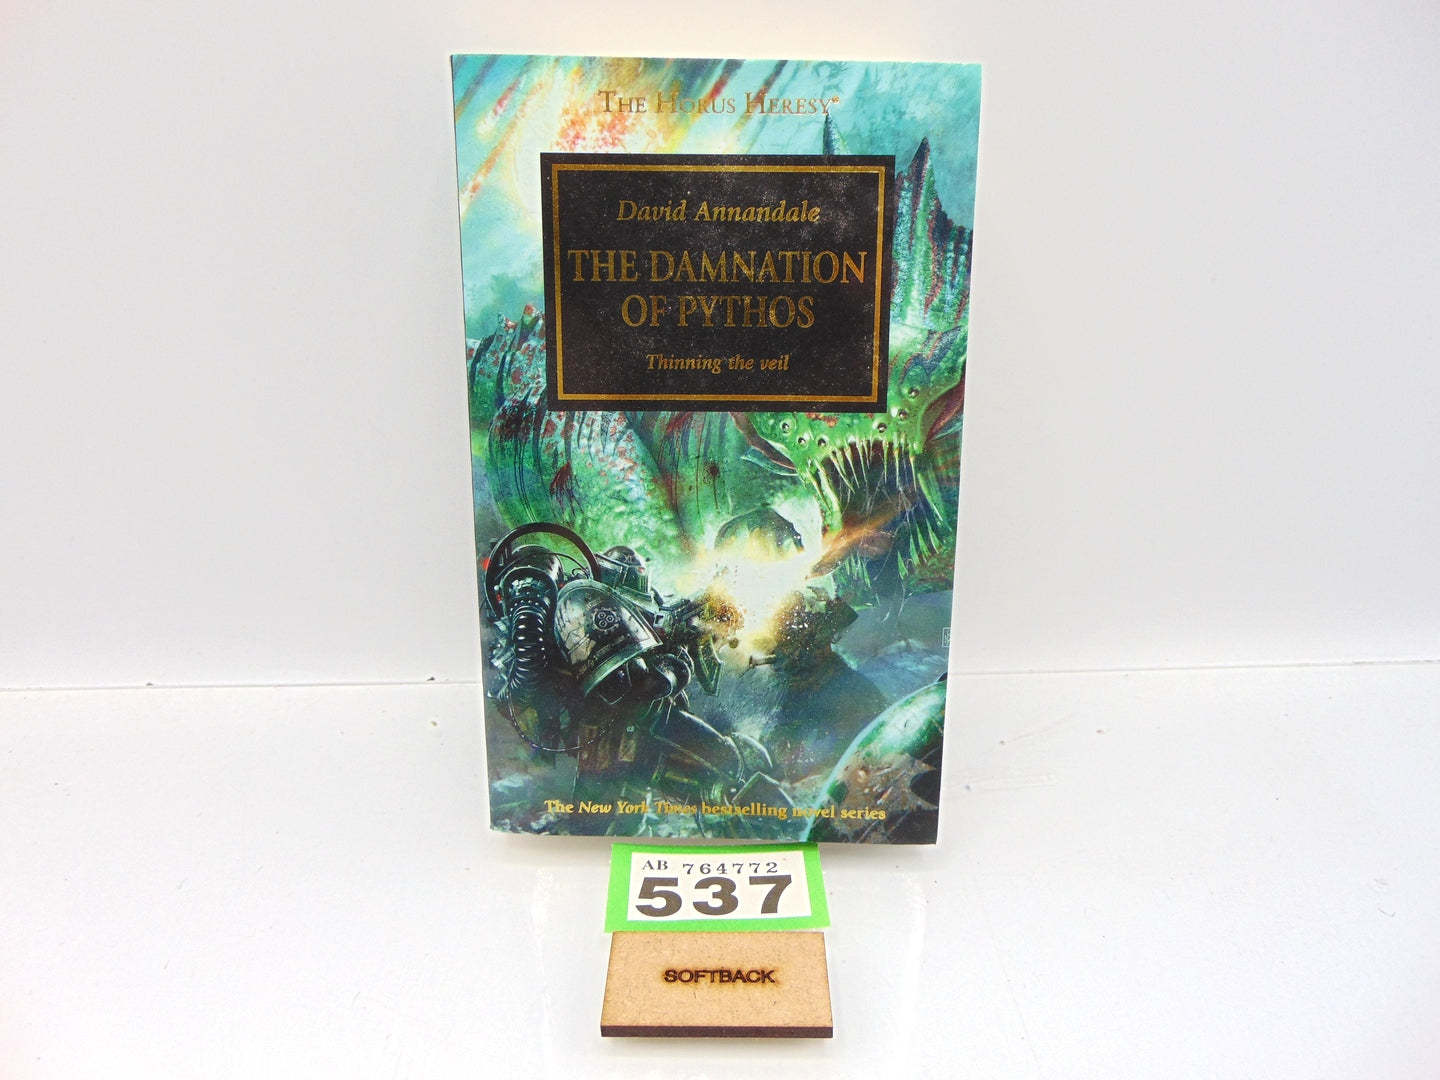 THE HORUS HERESY®
David Annandale
THE DAMNATION
OF PYTHOS
Thinning the veil
The New York Times bestselling novel series
AB 764772
537
SOFTBACK